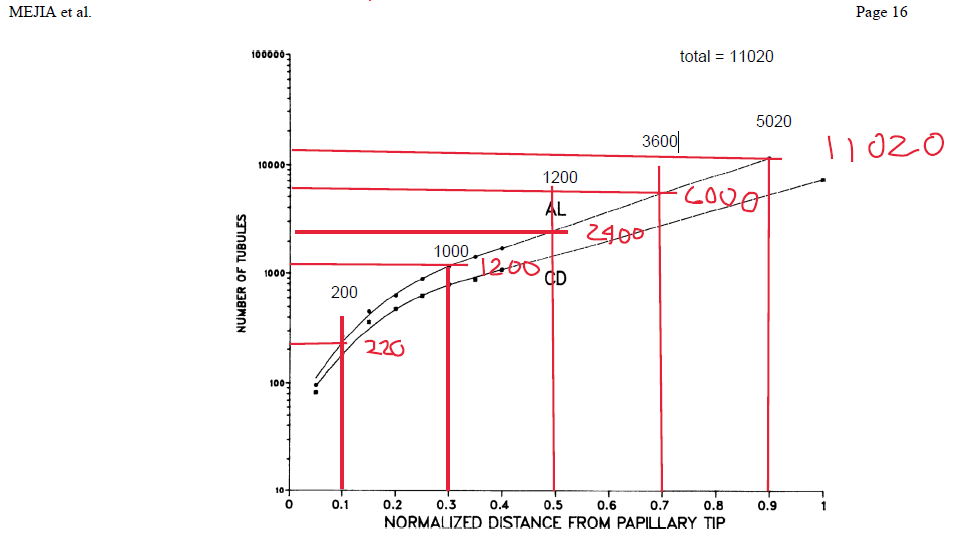 MEJIA et al. Page 16
total = 11020
100000
5020
3600
11020
10000
1200
6000
AL
2400
1000
1200
CD
1000
200
220
100
10
NUMBER OF TUBULES
0 0.1 0.2 0.3 0.4 0.5 0.6 0.7 0.8 0.9 1
NORMALIZED DISTANCE FROM PAPILLARY TIP